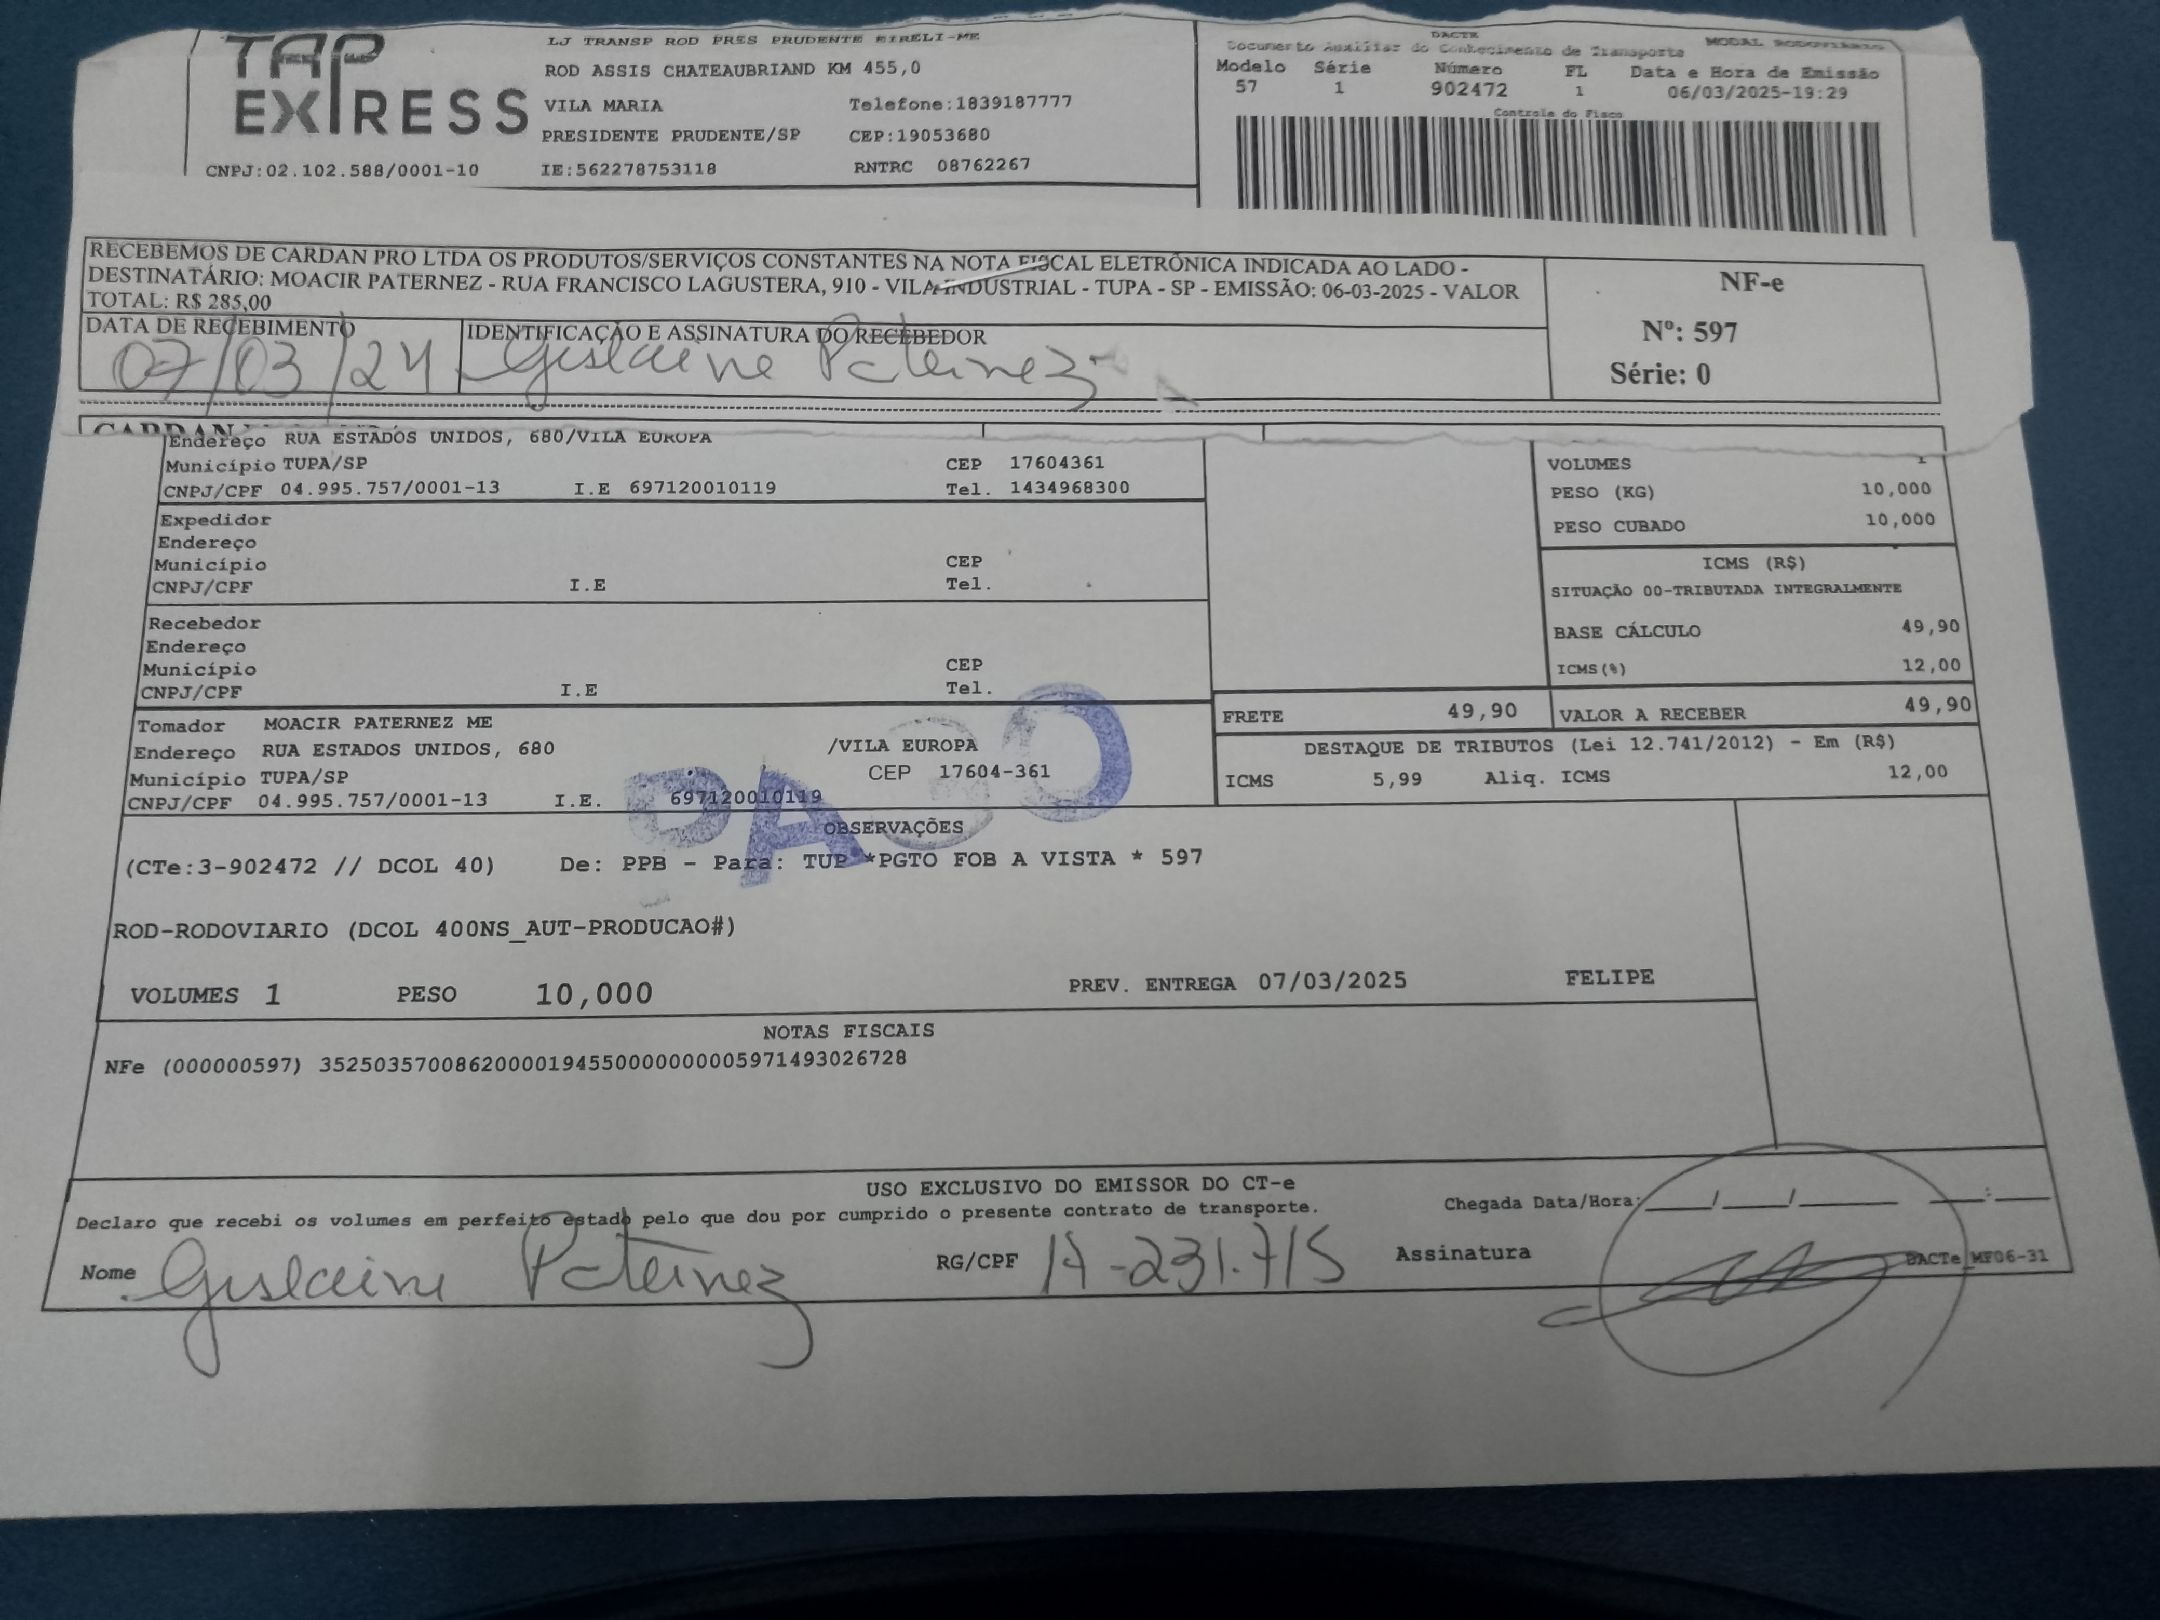 TAP EXPRESS
LJ TRANSP ROD PRES PRUDENTE EIRELI-ME
ROD ASSIS CHATEAUBRIAND KM 455,0
VILA MARIA Telefone:1839187777
PRESIDENTE PRUDENTE/SP CEP:19053680
CNPJ:02.102.588/0001-10 IE:562278753118 RNTRC 08762267
DACTE MODAL RODOVIÁRIO
Documento Auxiliar do Conhecimento de Transporte
Modelo Série Número FL Data e Hora de Emissão
57 1 902472 1 06/03/2025-19:29
Controle do Fisco
RECEBEMOS DE CARDAN PRO LTDA OS PRODUTOS/SERVIÇOS CONSTANTES NA NOTA FISCAL ELETRÔNICA INDICADA AO LADO -
DESTINATÁRIO: MOACIR PATERNEZ - RUA FRANCISCO LAGUSTERA, 910 - VILA INDUSTRIAL - TUPA - SP - EMISSÃO: 06-03-2025 - VALOR
TOTAL: R$ 285,00
DATA DE RECEBIMENTO IDENTIFICAÇÃO E ASSINATURA DO RECEBEDOR
07/03/24 Gislaine Paternez
NF-e
Nº: 597
Série: 0
CARDAN
Endereço RUA ESTADOS UNIDOS, 680/VILA EUROPA
Município TUPA/SP CEP 17604361
CNPJ/CPF 04.995.757/0001-13 I.E 697120010119 Tel. 1434968300
Expedidor
Endereço
Município CEP
CNPJ/CPF I.E Tel.
Recebedor
Endereço
Município CEP
CNPJ/CPF I.E Tel.
VOLUMES 1
PESO (KG) 10,000
PESO CUBADO 10,000
ICMS (R$)
SITUAÇÃO 00-TRIBUTADA INTEGRALMENTE
BASE CÁLCULO 49,90
ICMS(%) 12,00
Tomador MOACIR PATERNEZ ME
Endereço RUA ESTADOS UNIDOS, 680 /VILA EUROPA
Município TUPA/SP CEP 17604-361
CNPJ/CPF 04.995.757/0001-13 I.E. 697120010119
PAGO
FRETE 49,90 VALOR A RECEBER 49,90
DESTAQUE DE TRIBUTOS (Lei 12.741/2012) - Em (R$)
ICMS 5,99 Aliq. ICMS 12,00
OBSERVAÇÕES
(CTe:3-902472 // DCOL 40) De: PPB - Para: TUP *PGTO FOB A VISTA * 597
ROD-RODOVIARIO (DCOL 400NS_AUT-PRODUCAO#)
VOLUMES 1 PESO 10,000 PREV. ENTREGA 07/03/2025 FELIPE
NOTAS FISCAIS
NFe (000000597) 35250357008620000194550000000005971493026728
USO EXCLUSIVO DO EMISSOR DO CT-e
Declaro que recebi os volumes em perfeito estado pelo que dou por cumprido o presente contrato de transporte.
Chegada Data/Hora: ____/____/______ ____:____
Nome Gislaine Paternez RG/CPF 17-231.715 Assinatura
DACTe_MF06-31